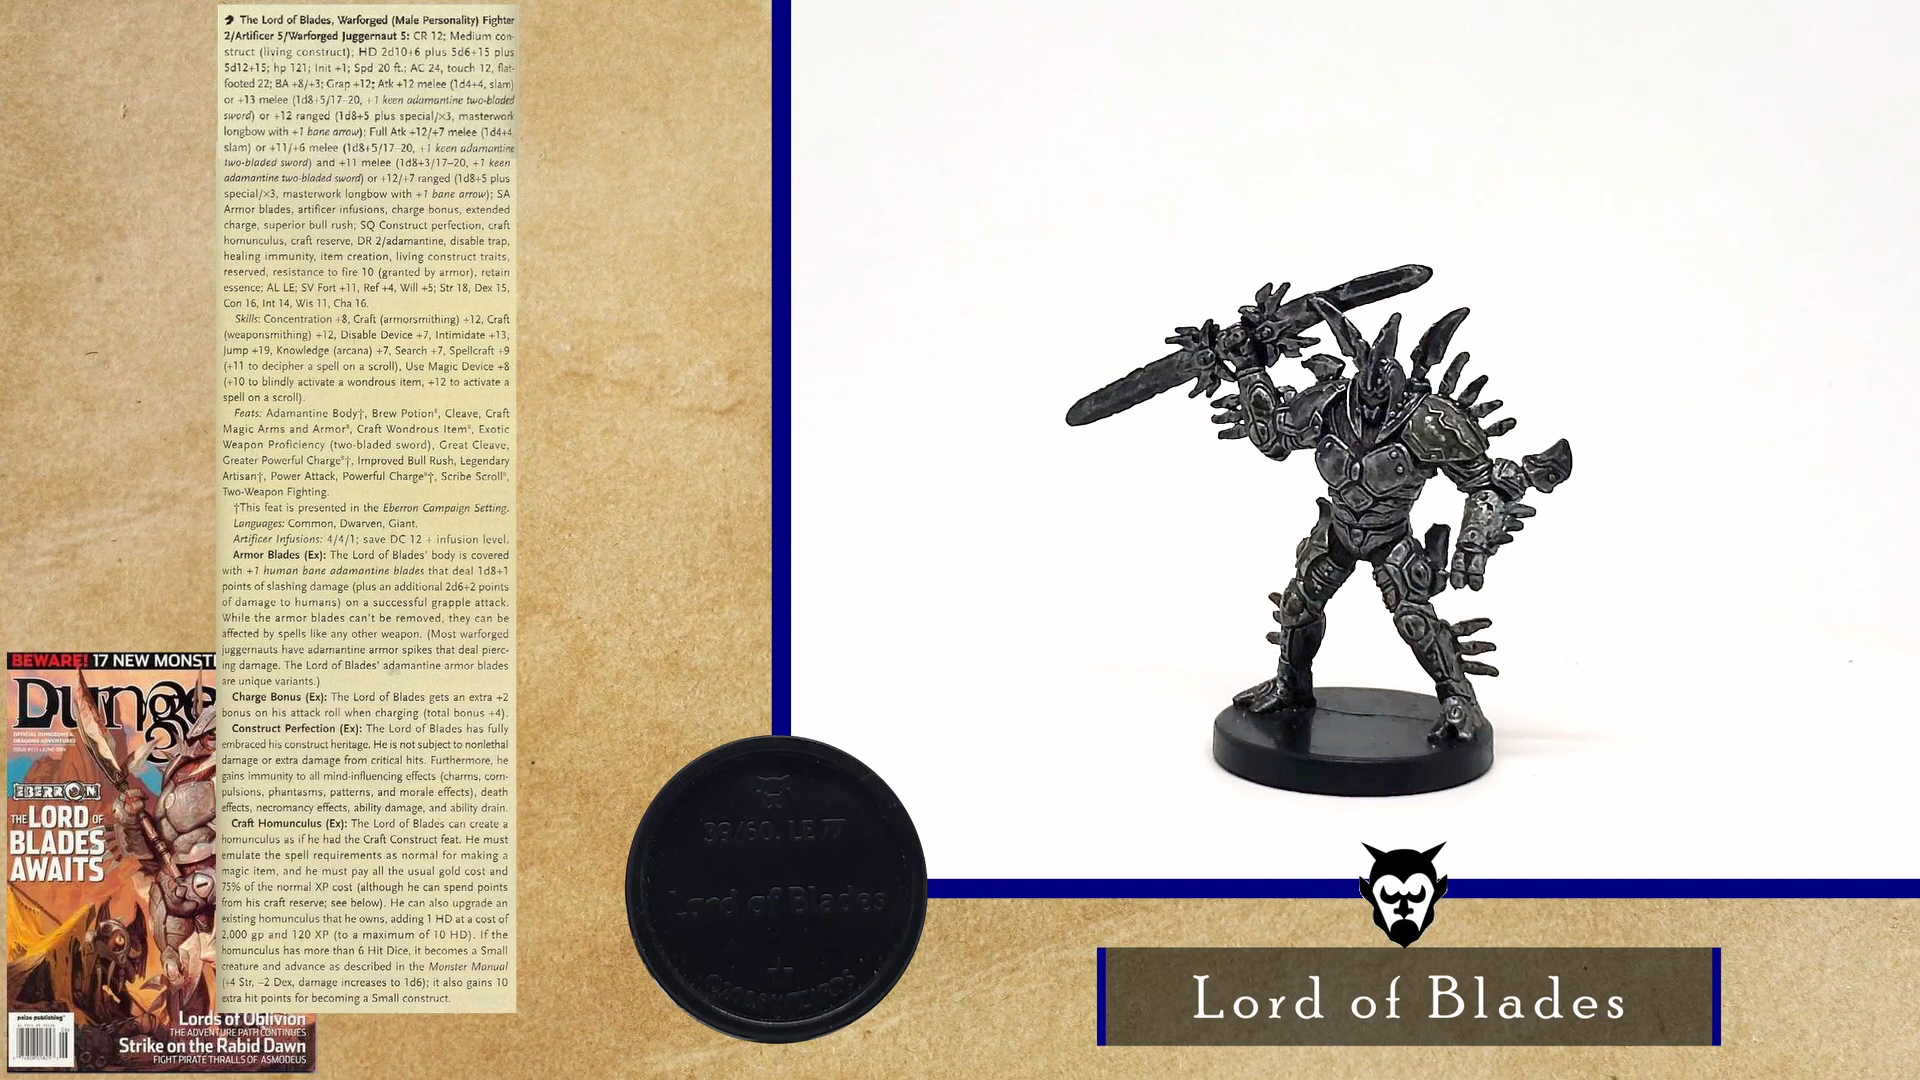 The Lord of Blades, Warforged (Male Personality) Fighter
2/Artificer 5/Warforged Juggernaut 5: CR 12; Medium con-
struct (living construct); HD 2d10+6 plus 5d6+15 plus
5d12+15; hp 121; Init +1; Spd 20 ft.; AC 24, touch 12, flat-
footed 22; BA +8/+3; Grap +12; Atk +12 melee (1d4+4, slam)
or +13 melee (1d8+5/17–20, +1 keen adamantine two-bladed
sword) or +12 ranged (1d8+5 plus special/×3, masterwork
longbow with +1 bane arrow); Full Atk +12/+7 melee (1d4+4,
slam) or +11/+6 melee (1d8+5/17–20, +1 keen adamantine
two-bladed sword) and +11 melee (1d8+3/17–20, +1 keen
adamantine two-bladed sword) or +12/+7 ranged (1d8+5 plus
special/×3, masterwork longbow with +1 bane arrow); SA
Armor blades, artificer infusions, charge bonus, extended
charge, superior bull rush; SQ Construct perfection, craft
homunculus, craft reserve, DR 2/adamantine, disable trap,
healing immunity, item creation, living construct traits,
reserved, resistance to fire 10 (granted by armor), retain
essence; AL LE; SV Fort +11, Ref +4, Will +5; Str 18, Dex 15,
Con 16, Int 14, Wis 11, Cha 16.
Skills: Concentration +8, Craft (armorsmithing) +12, Craft
(weaponsmithing) +12, Disable Device +7, Intimidate +13,
Jump +19, Knowledge (arcana) +7, Search +7, Spellcraft +9
(+11 to decipher a spell on a scroll), Use Magic Device +8
(+10 to blindly activate a wondrous item, +12 to activate a
spell on a scroll).
Feats: Adamantine Body†, Brew Potionᴮ, Cleave, Craft
Magic Arms and Armorᴮ, Craft Wondrous Itemᴮ, Exotic
Weapon Proficiency (two-bladed sword), Great Cleave,
Greater Powerful Chargeᴮ†, Improved Bull Rush, Legendary
Artisan†, Power Attack, Powerful Chargeᴮ†, Scribe Scrollᴮ,
Two-Weapon Fighting.
†This feat is presented in the Eberron Campaign Setting.
Languages: Common, Dwarven, Giant.
Artificer Infusions: 4/4/1; save DC 12 + infusion level.
Armor Blades (Ex): The Lord of Blades' body is covered
with +1 human bane adamantine blades that deal 1d8+1
points of slashing damage (plus an additional 2d6+2 points
of damage to humans) on a successful grapple attack.
While the armor blades can't be removed, they can be
affected by spells like any other weapon. (Most warforged
juggernauts have adamantine armor spikes that deal pierc-
ing damage. The Lord of Blades' adamantine armor blades
are unique variants.)
Charge Bonus (Ex): The Lord of Blades gets an extra +2
bonus on his attack roll when charging (total bonus +4).
Construct Perfection (Ex): The Lord of Blades has fully
embraced his construct heritage. He is not subject to nonlethal
damage or extra damage from critical hits. Furthermore, he
gains immunity to all mind-influencing effects (charms, com-
pulsions, phantasms, patterns, and morale effects), death
effects, necromancy effects, ability damage, and ability drain.
Craft Homunculus (Ex): The Lord of Blades can create a
homunculus as if he had the Craft Construct feat. He must
emulate the spell requirements as normal for making a
magic item, and he must pay all the usual gold cost and
75% of the normal XP cost (although he can spend points
from his craft reserve; see below). He can also upgrade an
existing homunculus that he owns, adding 1 HD at a cost of
2,000 gp and 120 XP (to a maximum of 10 HD). If the
homunculus has more than 6 Hit Dice, it becomes a Small
creature and advance as described in the Monster Manual
(+4 Str, –2 Dex, damage increases to 1d6); it also gains 10
extra hit points for becoming a Small construct.
BEWARE! 17 NEW MONST
Dunge
OFFICIAL DUNGEONS &
DRAGONS ADVENTURES
EBERRON
THE LORD OF
BLADES
AWAITS
paizo publishing
Lords of Oblivion
THE ADVENTURE PATH CONTINUES
Strike on the Rabid Dawn
FIGHT PIRATE THRALLS OF ASMODEUS
39/60. LE 77
Lord of Blades
Lord of Blades